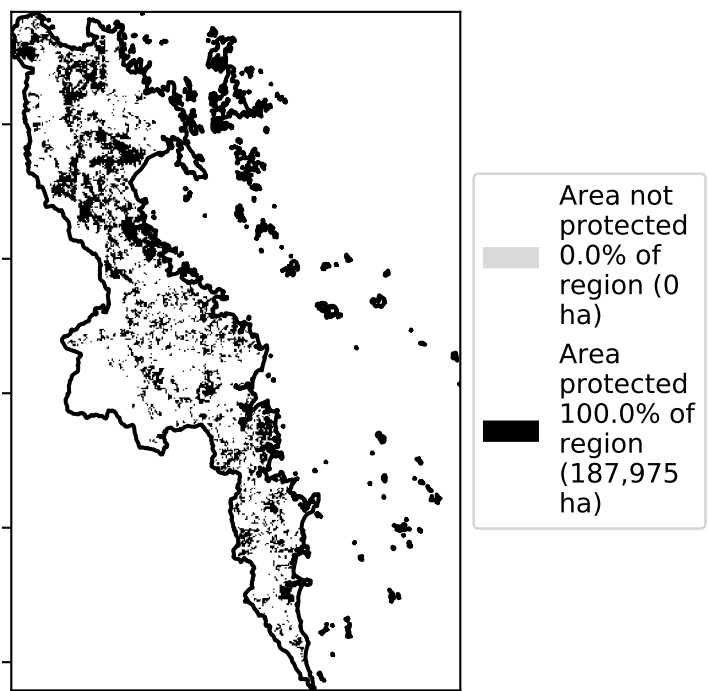 Area not
protected
0.0% of
region (0
ha)
Area
protected
100.0% of
region
(187,975
ha)